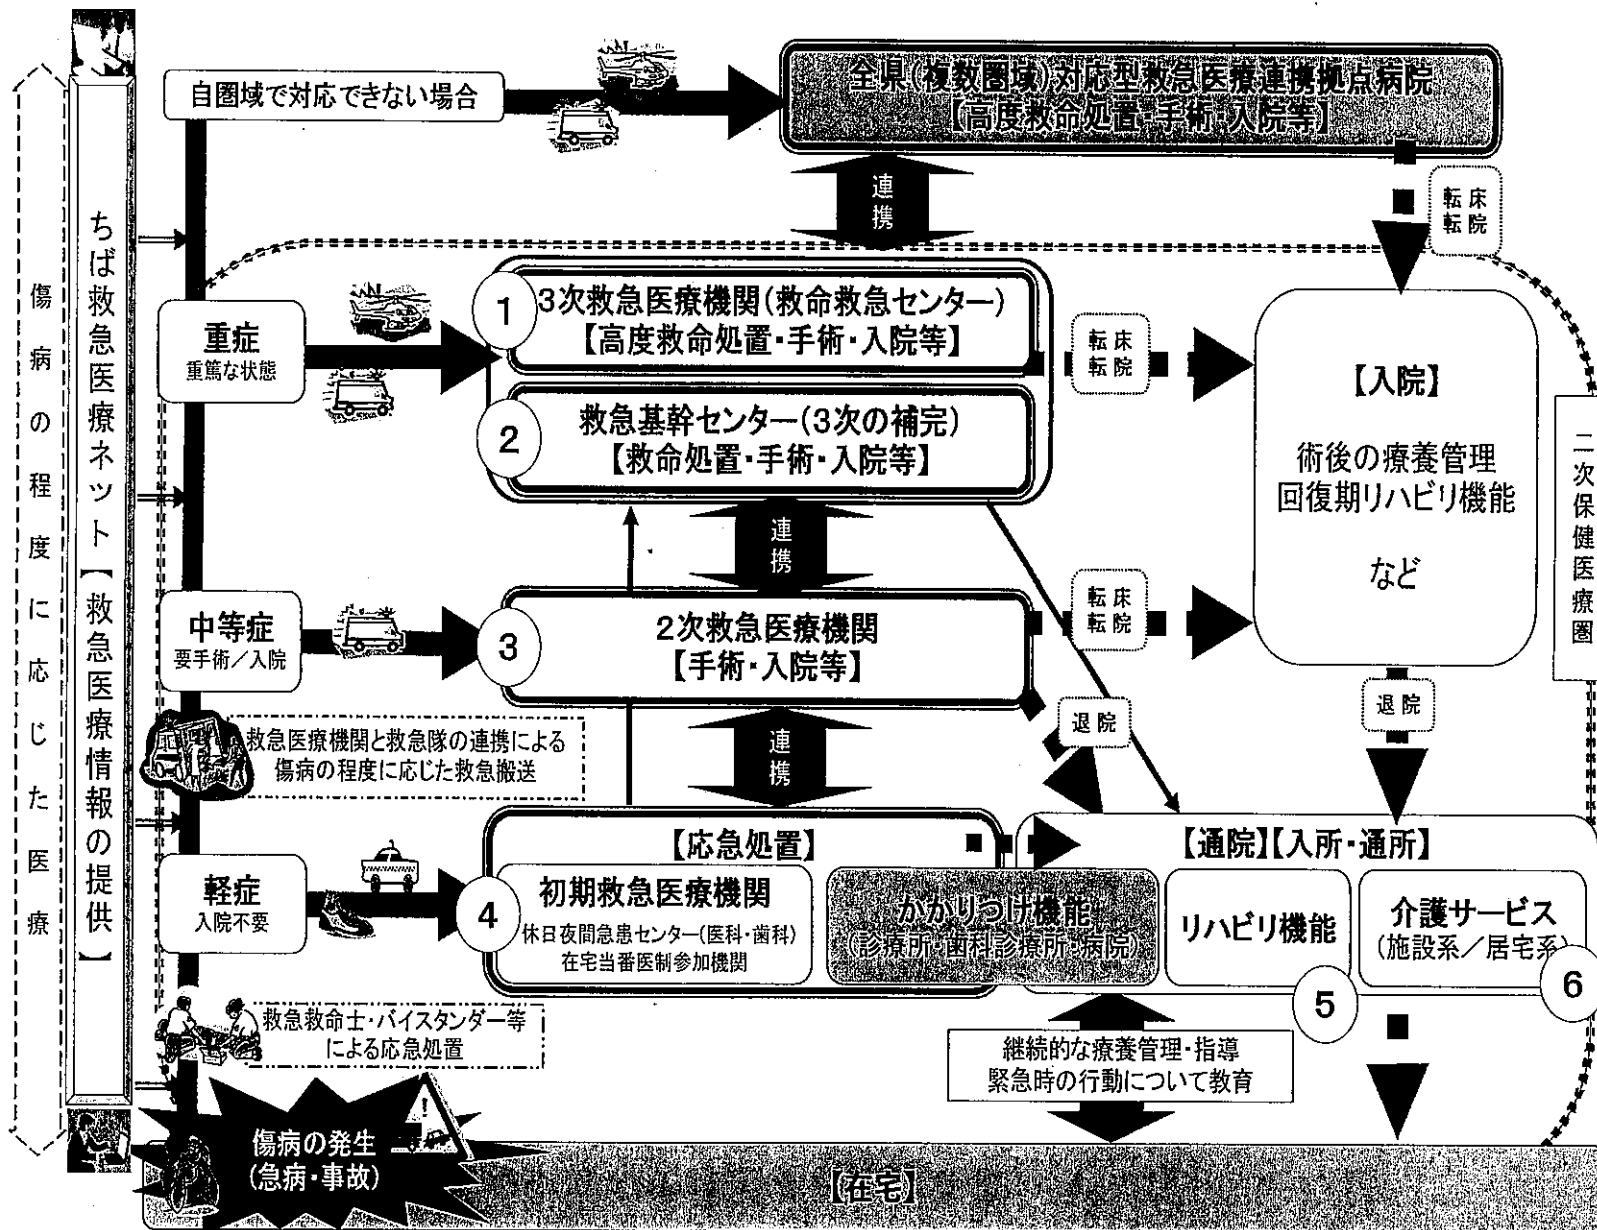 傷病の程度に応じた医療
ちば救急医療ネット【救急医療情報の提供】
自圏域で対応できない場合
全県(複数圏域)対応型救急医療連携拠点病院
【高度救命処置・手術・入院等】
連携
転床
転院
重症
重篤な状態
①
3次救急医療機関(救命救急センター)
【高度救命処置・手術・入院等】
②
救急基幹センター(3次の補完)
【救命処置・手術・入院等】
転床
転院
【入院】
術後の療養管理
回復期リハビリ機能
など
二次保健医療圏
連携
中等症
要手術／入院
③
2次救急医療機関
【手術・入院等】
転床
転院
退院
退院
救急医療機関と救急隊の連携による
傷病の程度に応じた救急搬送
連携
軽症
入院不要
④
【応急処置】
初期救急医療機関
休日夜間急患センター(医科・歯科)
在宅当番医制参加機関
かかりつけ機能
(診療所・歯科診療所・病院)
【通院】【入所・通所】
リハビリ機能
⑤
介護サービス
(施設系／居宅系)
⑥
救急救命士・バイスタンダー等
による応急処置
継続的な療養管理・指導
緊急時の行動について教育
傷病の発生
(急病・事故)
!
【在宅】